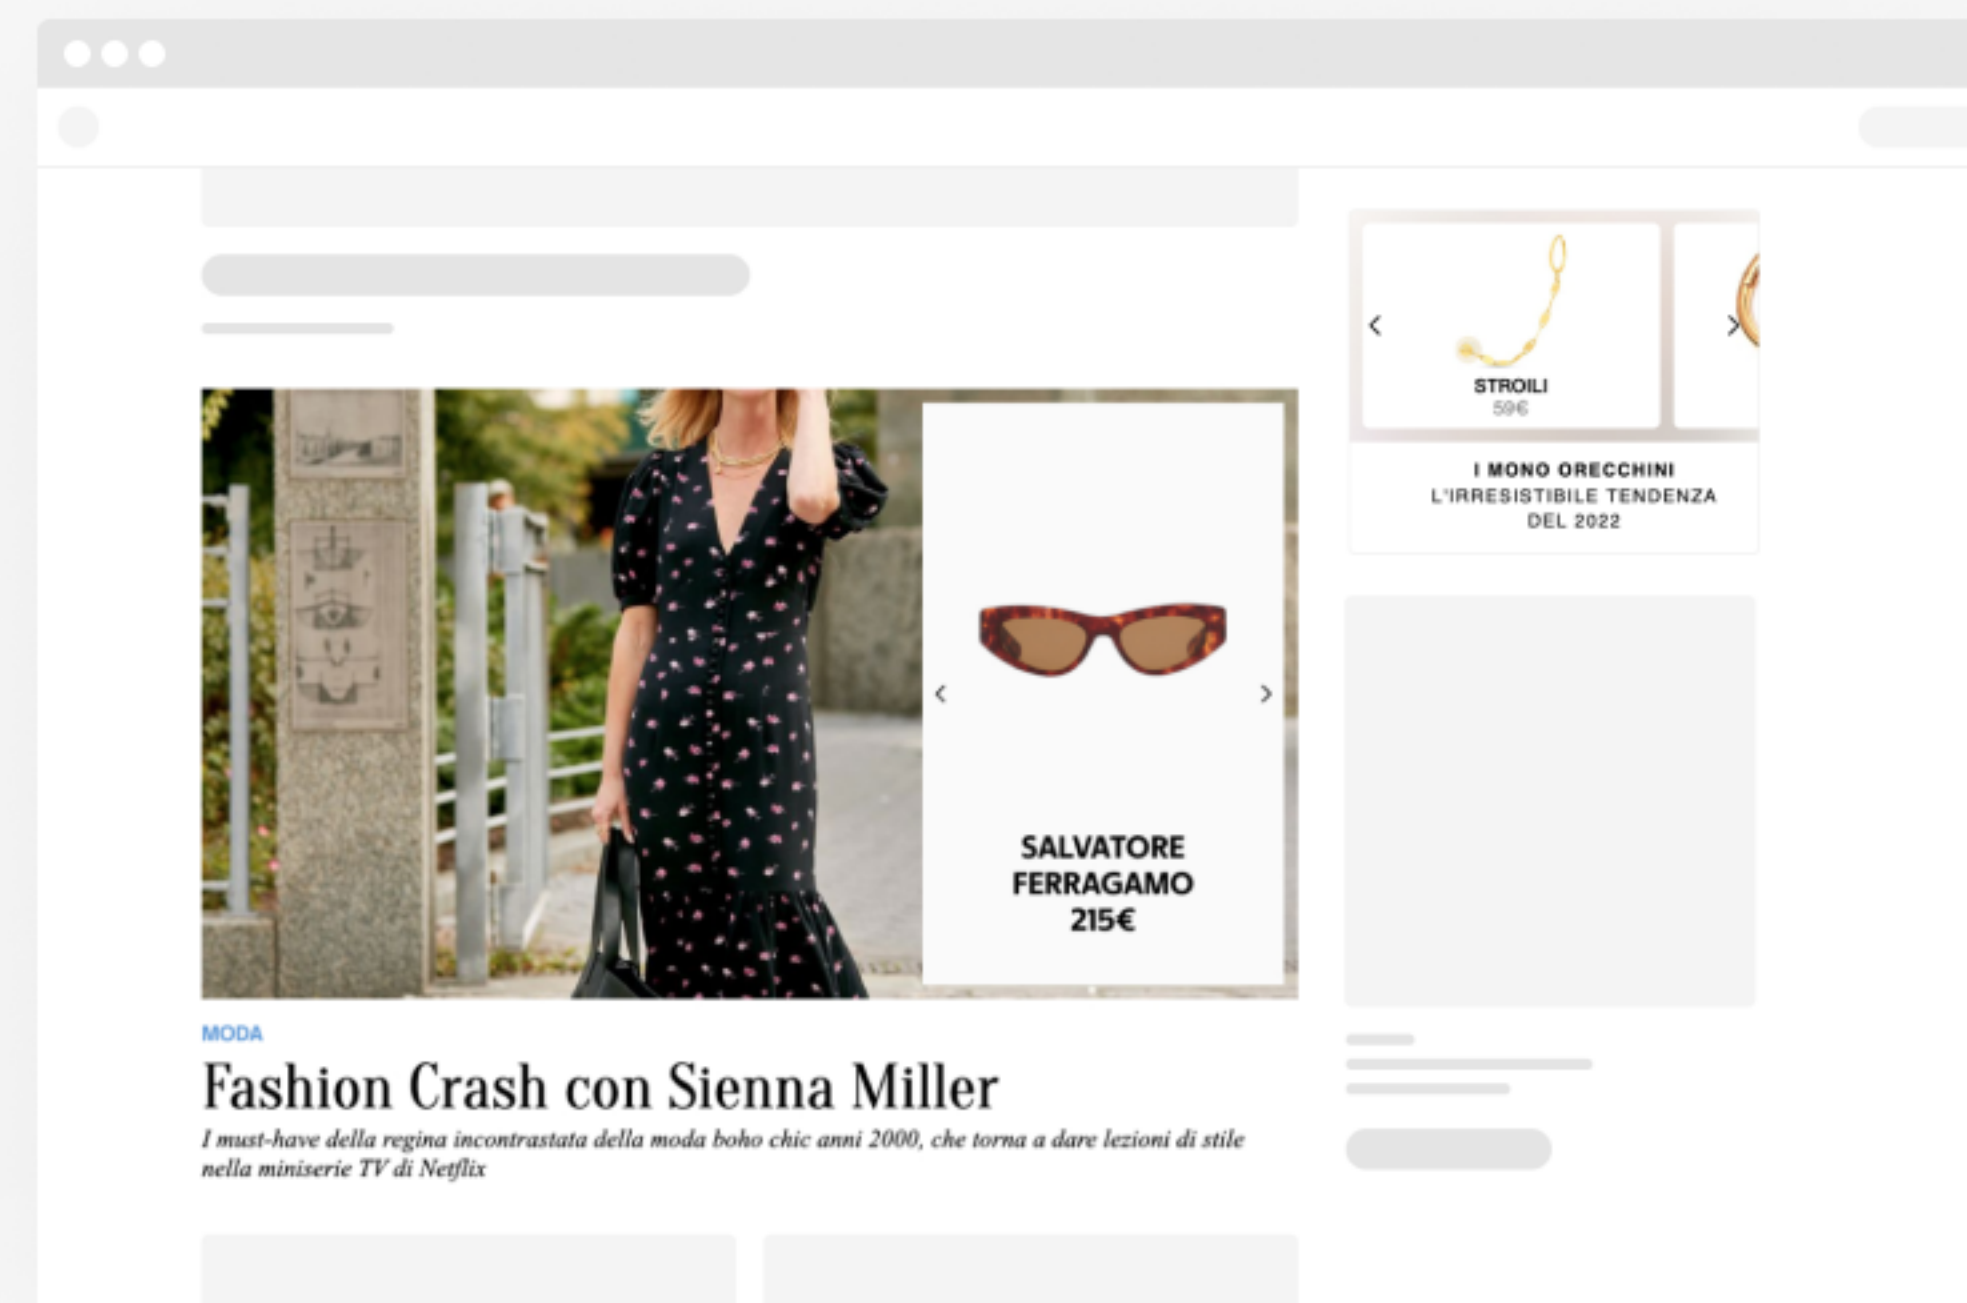 STROILI
59€
I MONO ORECCHINI
L'IRRESISTIBILE TENDENZA
DEL 2022
SALVATORE
FERRAGAMO
215€
MODA
Fashion Crash con Sienna Miller
I must-have della regina incontrastata della moda boho chic anni 2000, che torna a dare lezioni di stile
nella miniserie TV di Netflix